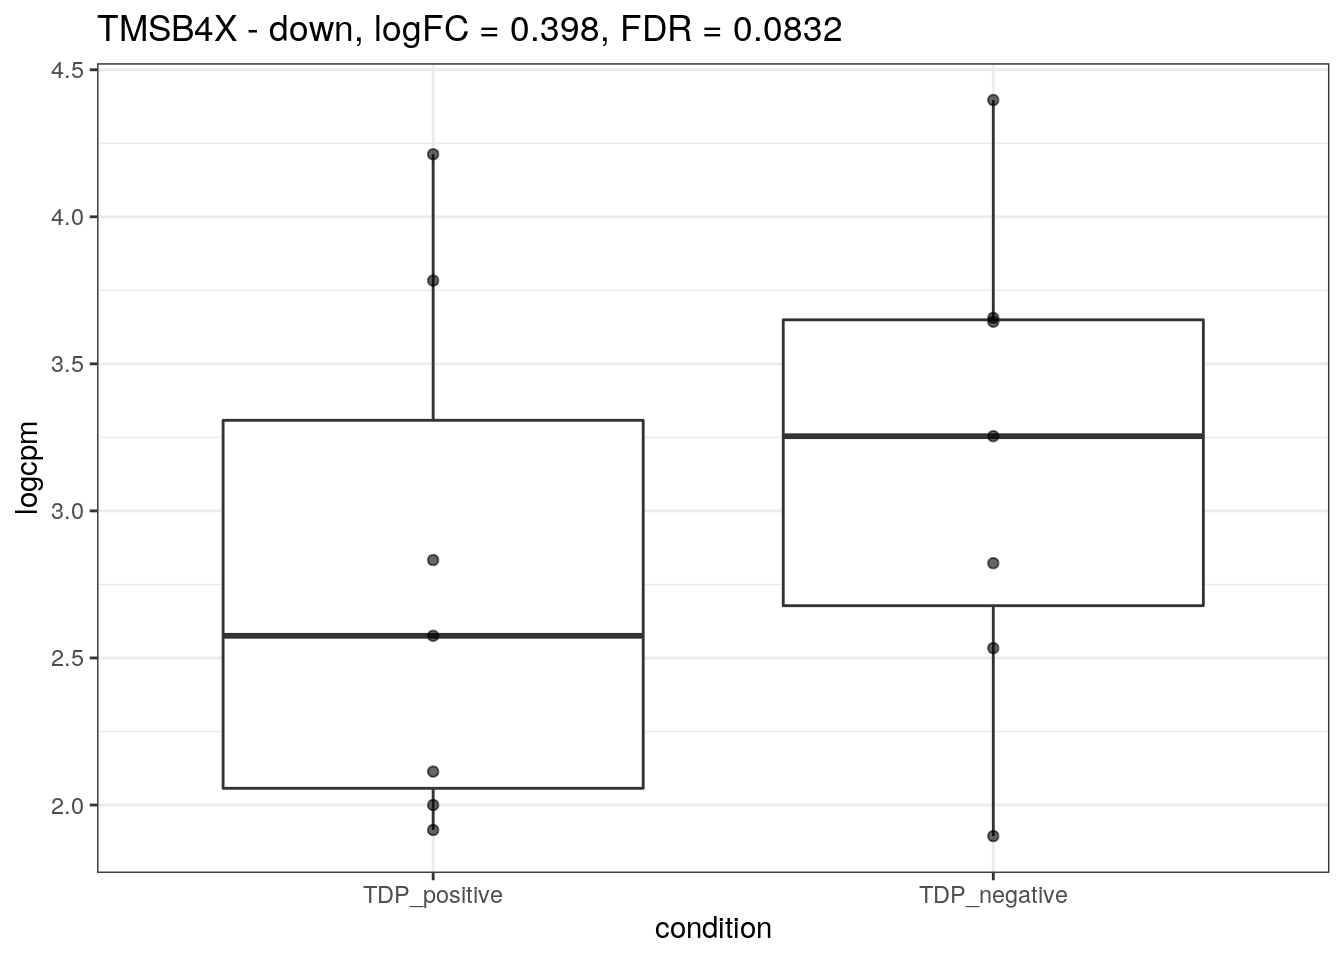 TMSB4X - down, logFC = 0.398, FDR = 0.0832
4.5
4.0
3.5
3.0
2.5
2.0
logcpm
TDP_positive TDP_negative
condition